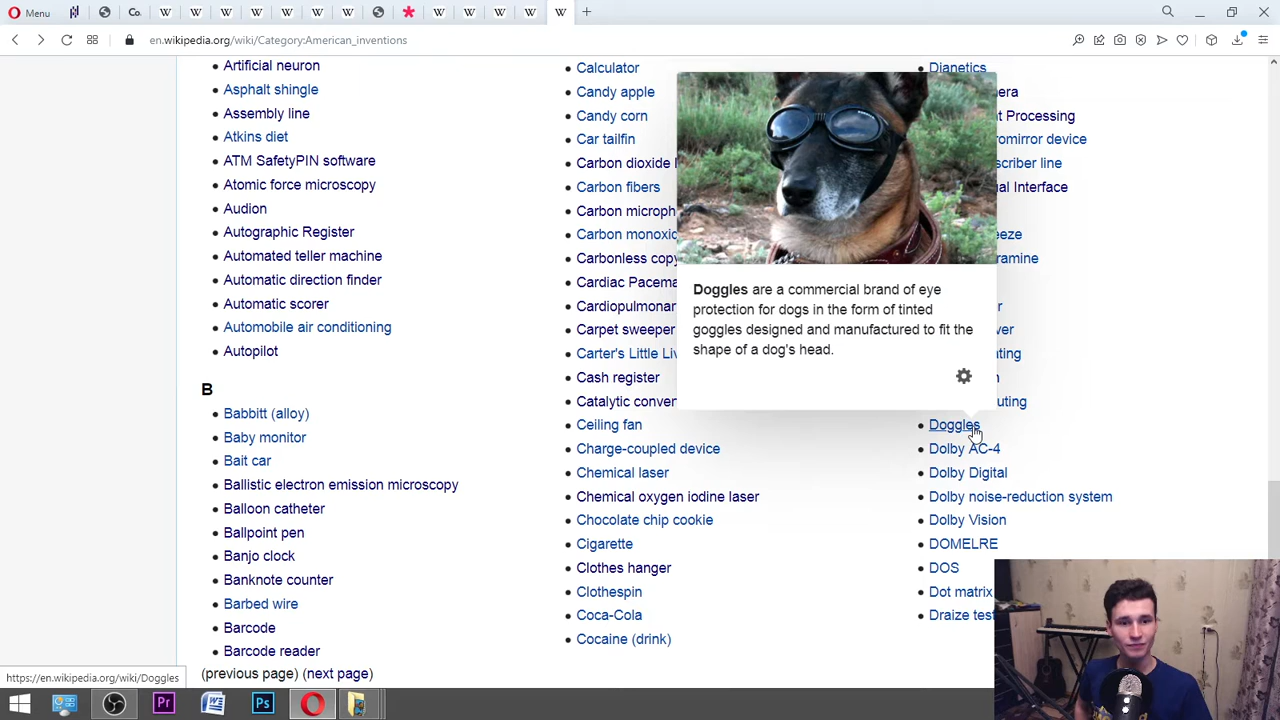 Menu
Co.
en.wikipedia.org/wiki/Category:American_inventions
Artificial neuron
Asphalt shingle
Assembly line
Atkins diet
ATM SafetyPIN software
Atomic force microscopy
Audion
Autographic Register
Automated teller machine
Automatic direction finder
Automatic scorer
Automobile air conditioning
Autopilot
B
Babbitt (alloy)
Baby monitor
Bait car
Ballistic electron emission microscopy
Balloon catheter
Ballpoint pen
Banjo clock
Banknote counter
Barbed wire
Barcode
Barcode reader
(previous page) (next page)
Calculator
Candy apple
Candy corn
Car tailfin
Carbon dioxide
Carbon fibers
Carbon microph
Carbon monoxid
Carbonless copy
Cardiac Pacema
Cardiopulmonar
Carpet sweeper
Carter's Little Liv
Cash register
Catalytic conver
Ceiling fan
Charge-coupled device
Chemical laser
Chemical oxygen iodine laser
Chocolate chip cookie
Cigarette
Clothes hanger
Clothespin
Coca-Cola
Cocaine (drink)
Doggles are a commercial brand of eye
protection for dogs in the form of tinted
goggles designed and manufactured to fit the
shape of a dog's head.
Dianetics
era
t Processing
omirror device
scriber line
ual Interface
eeze
ramine
r
ver
ting
n
uting
Doggles
Dolby AC-4
Dolby Digital
Dolby noise-reduction system
Dolby Vision
DOMELRE
DOS
Dot matrix
Draize test
https://en.wikipedia.org/wiki/Doggles
Pr
W
Ps